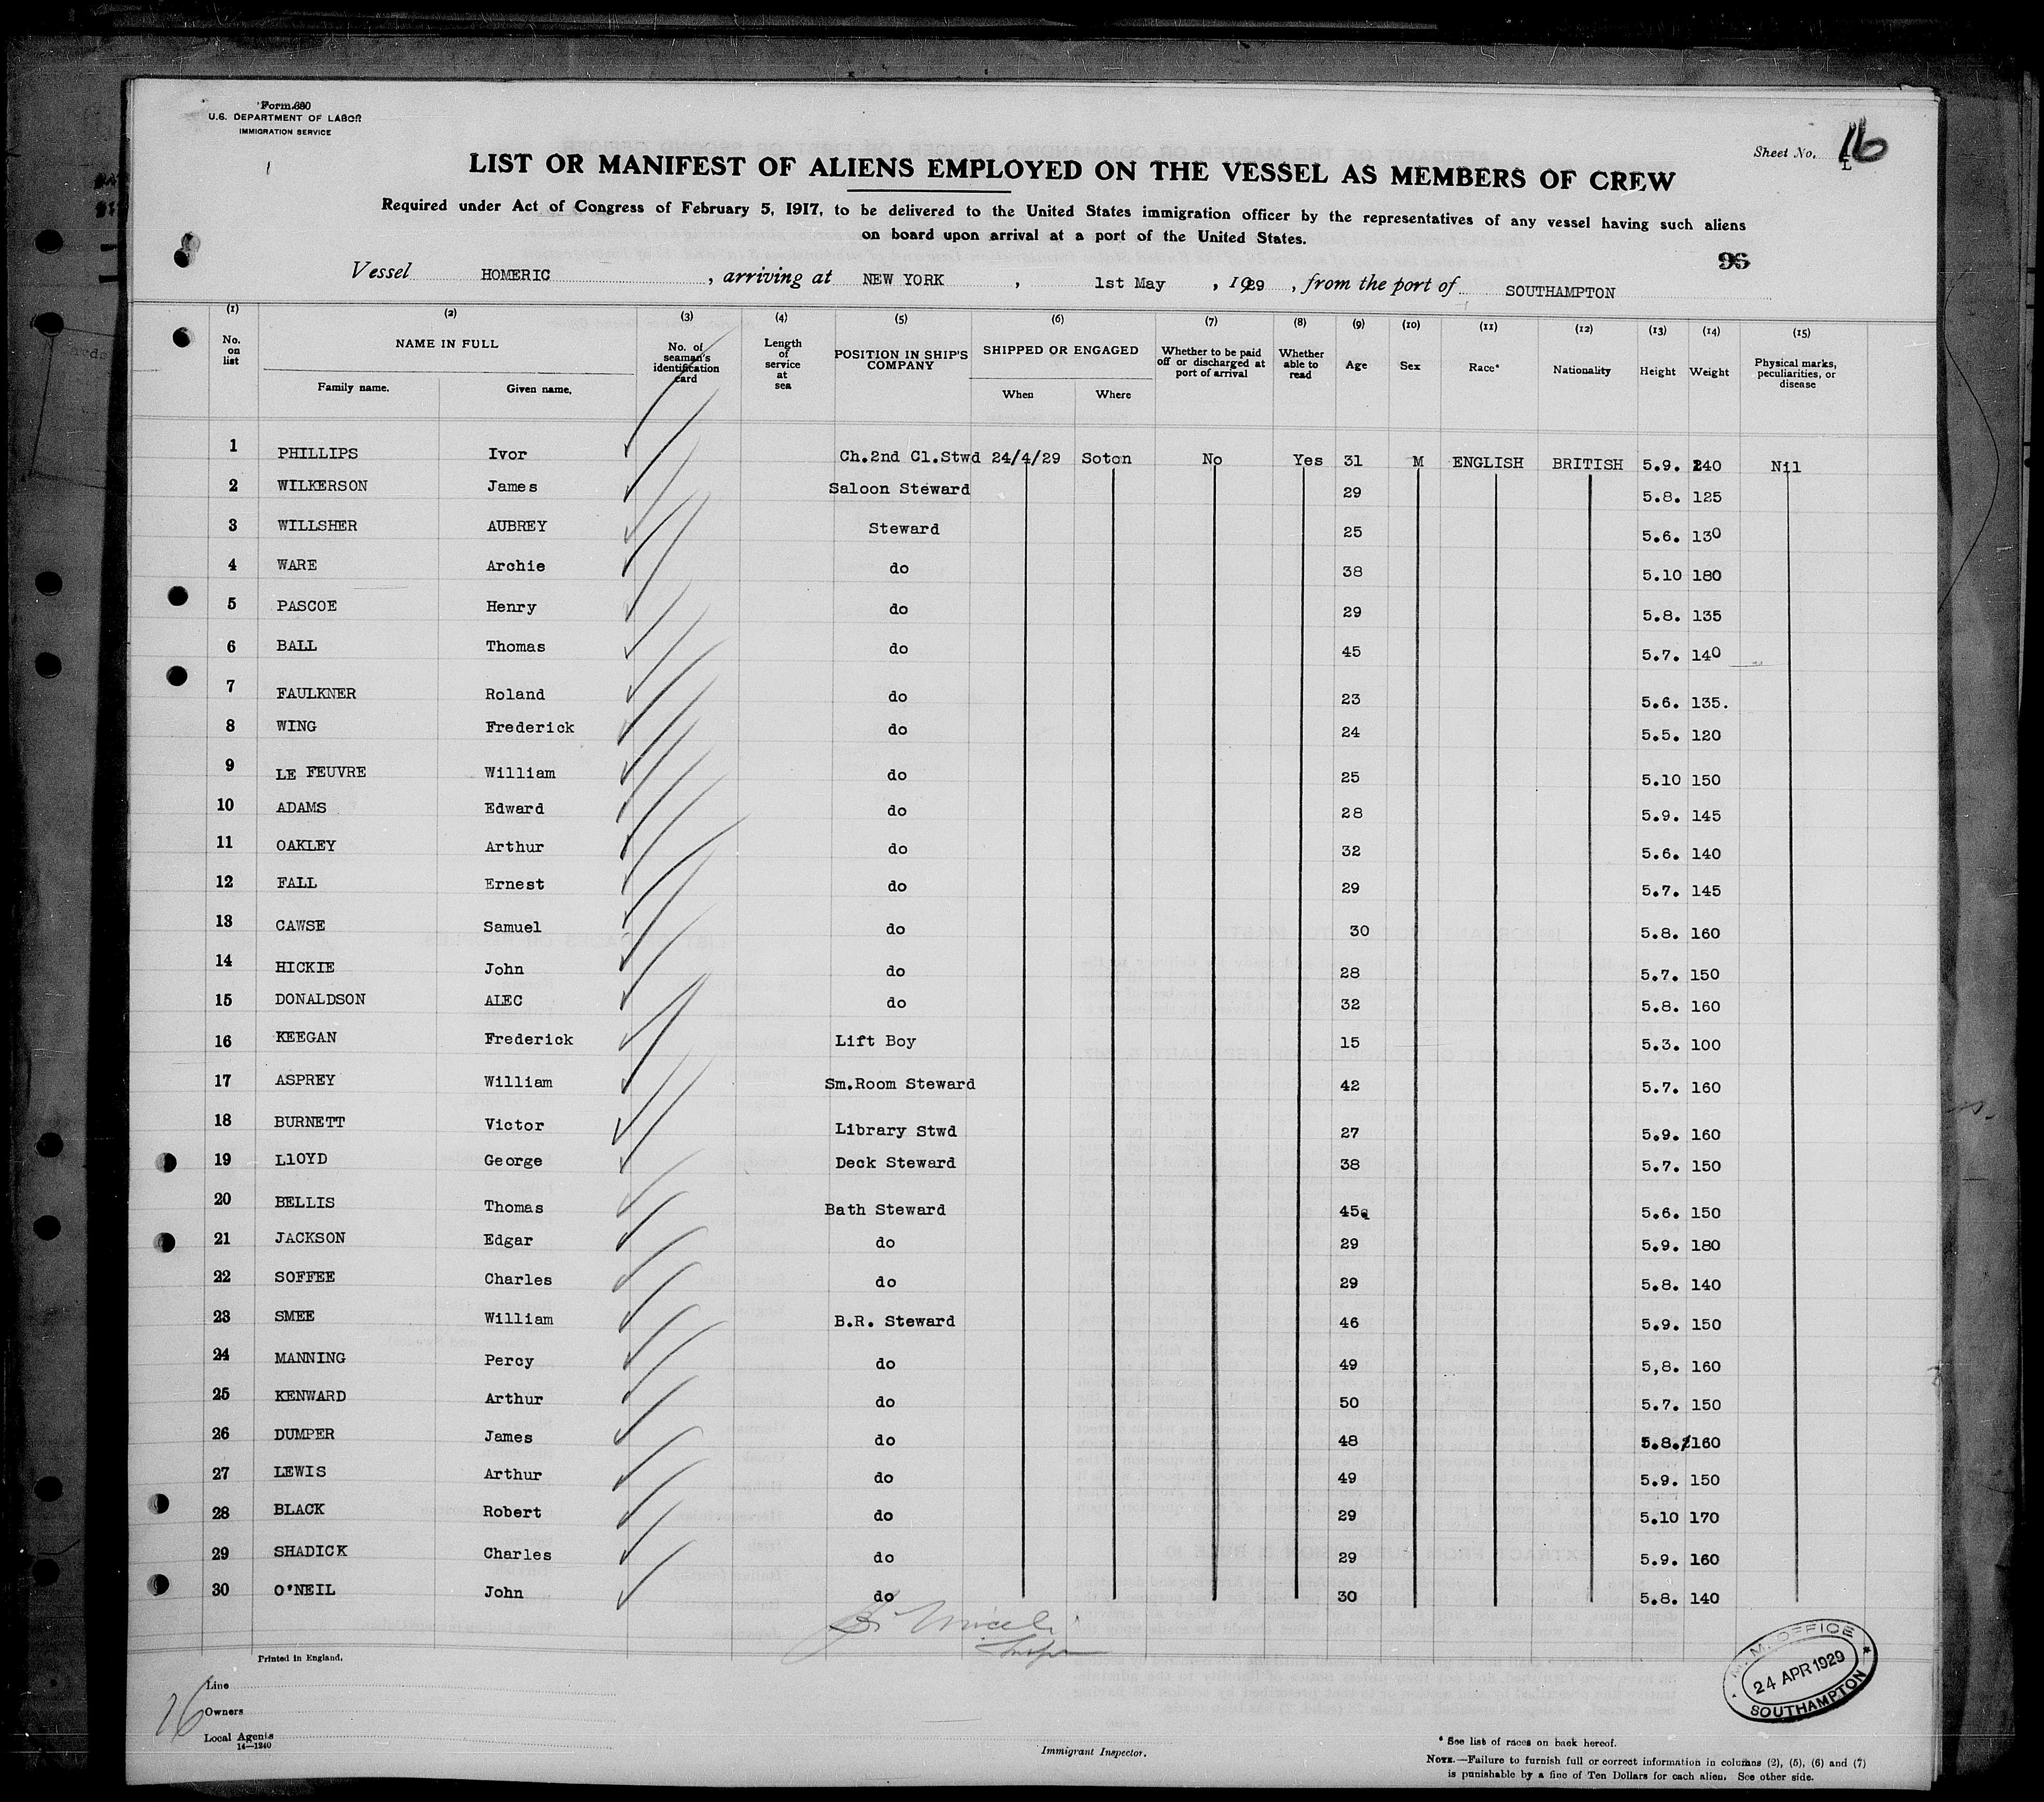 Form 680
U.S. DEPARTMENT OF LABOR
IMMIGRATION SERVICE
Sheet No. 16
LIST OR MANIFEST OF ALIENS EMPLOYED ON THE VESSEL AS MEMBERS OF CREW
Required under Act of Congress of February 5, 1917, to be delivered to the United States immigration officer by the representatives of any vessel having such aliens
on board upon arrival at a port of the United States.
96
Vessel HOMERIC, arriving at NEW YORK, 1st May, 1929, from the port of SOUTHAMPTON
(1) (2) (3) (4) (5) (6) (7) (8) (9) (10) (11) (12) (13) (14) (15)
No. on list NAME IN FULL Family name. Given name. No. of seaman's identification card Length of service at sea POSITION IN SHIP'S COMPANY SHIPPED OR ENGAGED When Where Whether to be paid off or discharged at port of arrival Whether able to read Age Sex Race* Nationality Height Weight Physical marks, peculiarities, or disease
1 PHILLIPS Ivor Ch.2nd Cl.Stwd 24/4/29 Soton No Yes 31 M ENGLISH BRITISH 5.9. 240 Nil
2 WILKERSON James Saloon Steward 29 5.8. 125
3 WILLSHER AUBREY Steward 25 5.6. 130
4 WARE Archie do 38 5.10 180
5 PASCOE Henry do 29 5.8. 135
6 BALL Thomas do 45 5.7. 140
7 FAULKNER Roland do 23 5.6. 135.
8 WING Frederick do 24 5.5. 120
9 LE FEUVRE William do 25 5.10 150
10 ADAMS Edward do 28 5.9. 145
11 OAKLEY Arthur do 32 5.6. 140
12 FALL Ernest do 29 5.7. 145
13 CAWSE Samuel do 30 5.8. 160
14 HICKIE John do 28 5.7. 150
15 DONALDSON ALEC do 32 5.8. 160
16 KEEGAN Frederick Lift Boy 15 5.3. 100
17 ASPREY William Sm.Room Steward 42 5.7. 160
18 BURNETT Victor Library Stwd 27 5.9. 160
19 LlOYD George Deck Steward 38 5.7. 150
20 BELLIS Thomas Bath Steward 45 5.6. 150
21 JACKSON Edgar do 29 5.9. 180
22 SOFFEE Charles do 29 5.8. 140
23 SMEE William B.R. Steward 46 5.9. 150
24 MANNING Percy do 49 5,8. 160
25 KENWARD Arthur do 50 5.7. 150
26 DUMPER James do 48 5.8. 160
27 LEWIS Arthur do 49 5.9. 150
28 BLACK Robert do 29 5.10 170
29 SHADICK Charles do 29 5.9. 160
30 O'NEIL John do 30 5.8. 140
Printed in England.
M.M. OFFICE
24 APR 1929
SOUTHAMPTON
16
Line
Owners
Local Agents
14—1240
Immigrant Inspector.
* See list of races on back hereof.
NOTE.—Failure to furnish full or correct information in columns (2), (5), (6) and (7)
is punishable by a fine of Ten Dollars for each alien. See other side.